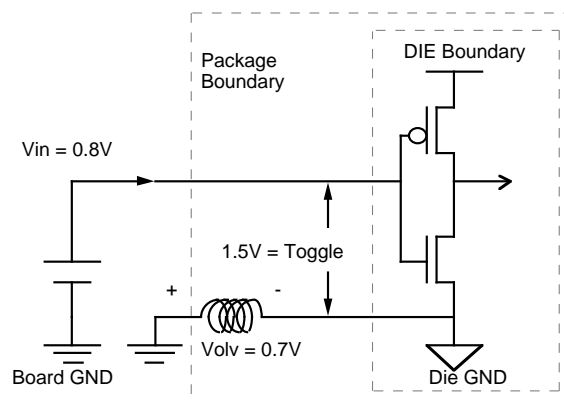 DIE Boundary
Package
Boundary
Vin = 0.8V
1.5V = Toggle
+
-
Volv = 0.7V
Board GND
Die GND